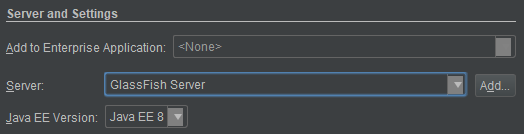 Server and Settings
Add to Enterprise Application: <None>
Server: GlassFish Server Add...
Java EE Version: Java EE 8